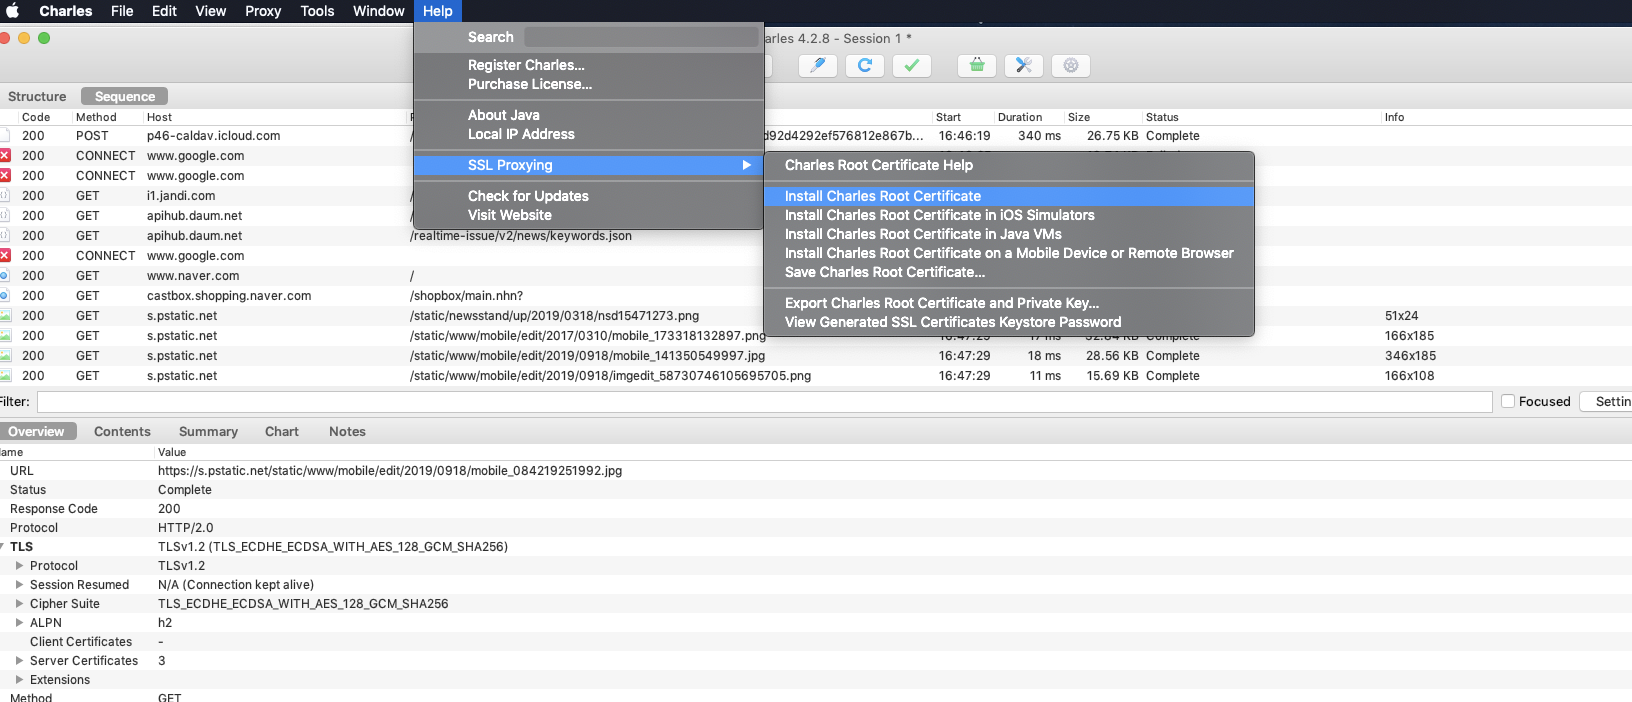 Charles File Edit View Proxy Tools Window Help
Search
arles 4.2.8 - Session 1 *
Register Charles...
Purchase License...
Structure Sequence
About Java
Local IP Address
SSL Proxying
Check for Updates
Visit Website
Charles Root Certificate Help
Install Charles Root Certificate
Install Charles Root Certificate in iOS Simulators
Install Charles Root Certificate in Java VMs
Install Charles Root Certificate on a Mobile Device or Remote Browser
Save Charles Root Certificate...
Export Charles Root Certificate and Private Key...
View Generated SSL Certificates Keystore Password
Code Method Host Start Duration Size Status Info
200 POST p46-caldav.icloud.com / d92d4292ef576812e867b... 16:46:19 340 ms 26.75 KB Complete
200 CONNECT www.google.com
200 CONNECT www.google.com
200 GET i1.jandi.com /
200 GET apihub.daum.net /
200 GET apihub.daum.net /realtime-issue/v2/news/keywords.json
200 CONNECT www.google.com
200 GET www.naver.com /
200 GET castbox.shopping.naver.com /shopbox/main.nhn?
200 GET s.pstatic.net /static/newsstand/up/2019/0318/nsd15471273.png 51x24
200 GET s.pstatic.net /static/www/mobile/edit/2017/0310/mobile_173318132897.png 16:47:29 17 ms 32.84 KB Complete 166x185
200 GET s.pstatic.net /static/www/mobile/edit/2019/0918/mobile_141350549997.jpg 16:47:29 18 ms 28.56 KB Complete 346x185
200 GET s.pstatic.net /static/www/mobile/edit/2019/0918/imgedit_58730746105695705.png 16:47:29 11 ms 15.69 KB Complete 166x108
Filter: Focused Settin
Overview Contents Summary Chart Notes
ame Value
URL https://s.pstatic.net/static/www/mobile/edit/2019/0918/mobile_084219251992.jpg
Status Complete
Response Code 200
Protocol HTTP/2.0
TLS TLSv1.2 (TLS_ECDHE_ECDSA_WITH_AES_128_GCM_SHA256)
Protocol TLSv1.2
Session Resumed N/A (Connection kept alive)
Cipher Suite TLS_ECDHE_ECDSA_WITH_AES_128_GCM_SHA256
ALPN h2
Client Certificates -
Server Certificates 3
Extensions
Method GET